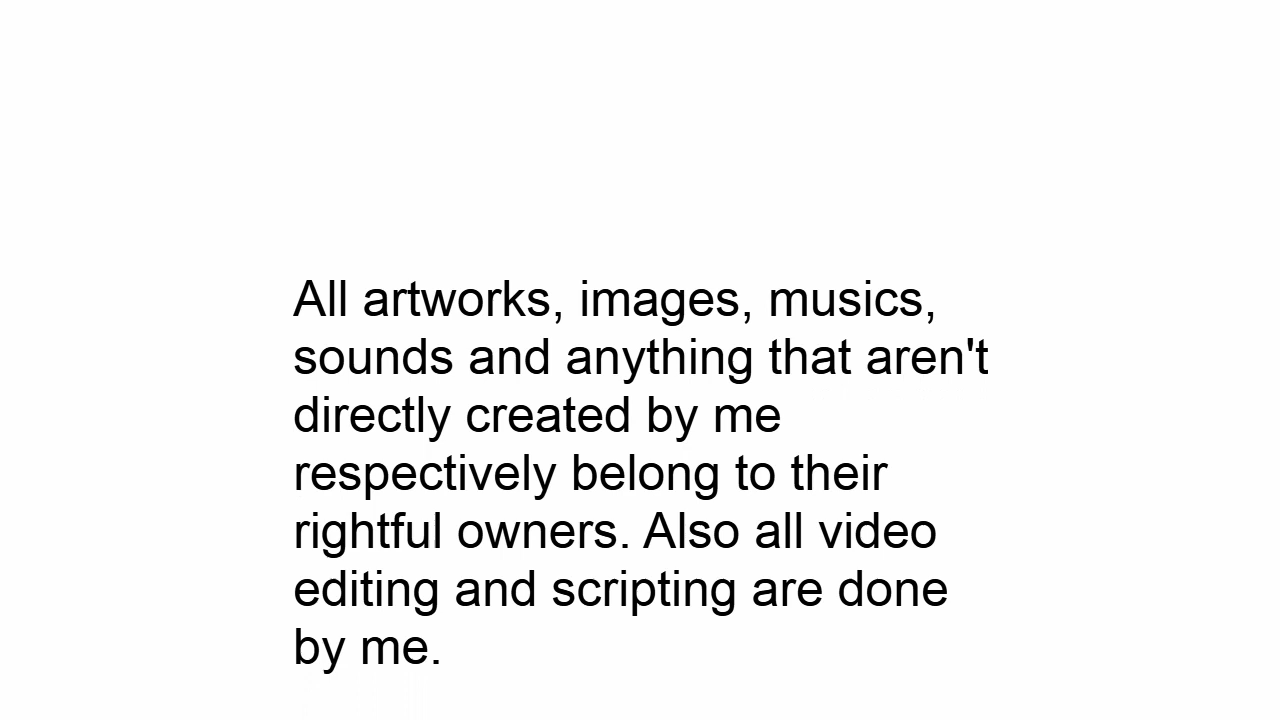 All artworks, images, musics,
sounds and anything that aren't
directly created by me
respectively belong to their
rightful owners. Also all video
editing and scripting are done
by me.